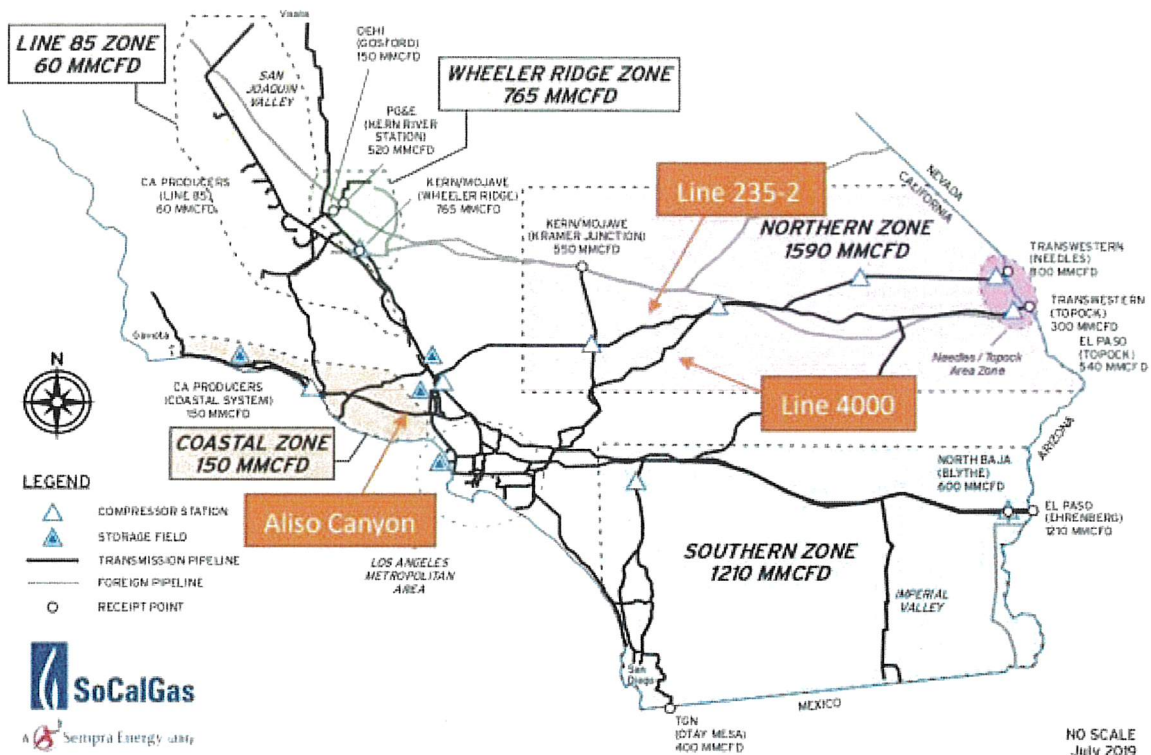 Visalia
LINE 85 ZONE
60 MMCFD
SAN
JOAQUIN
VALLEY
OEHI
(GOSFORD)
150 MMCFD
WHEELER RIDGE ZONE
765 MMCFD
PG&E
(KERN RIVER
STATION)
520 MMCFD
CA PRODUCERS
(LINE 85)
60 MMCFD
KERN/MOJAVE
(WHEELER RIDGE)
765 MMCFD
Line 235-2
NEVADA
CALIFORNIA
KERN/MOJAVE
(KRAMER JUNCTION)
550 MMCFD
NORTHERN ZONE
1590 MMCFD
TRANSWESTERN
(NEEDLES)
800 MMCFD
TRANSWESTERN
(TOPOCK)
300 MMCFD
EL PASO
(TOPOCK)
540 MMCFD
Needles / Topock
Area Zone
Gaviota
N
CA PRODUCERS
(COASTAL SYSTEM)
150 MMCFD
Line 4000
COASTAL ZONE
150 MMCFD
ARIZONA
NORTH BAJA
(BLYTHE)
600 MMCFD
EL PASO
(EHRENBERG)
1210 MMCFD
LEGEND
COMPRESSOR STATION
STORAGE FIELD
TRANSMISSION PIPELINE
FOREIGN PIPELINE
RECEIPT POINT
Aliso Canyon
LOS ANGELES
METROPOLITAN
AREA
SOUTHERN ZONE
1210 MMCFD
IMPERIAL
VALLEY
San
Diego
MEXICO
TGN
(OTAY MESA)
400 MMCFD
SoCalGas
A Sempra Energy utility
NO SCALE
July 2019